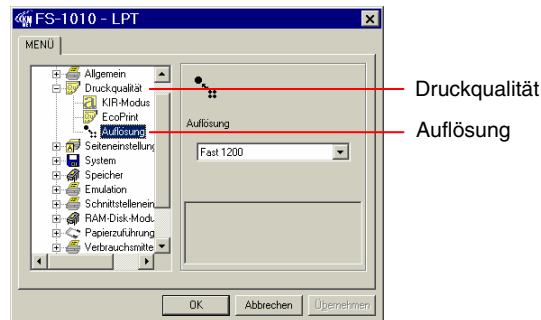 FS-1010 - LPT
MENÜ
Allgemein
Druckqualität
KIR-Modus
EcoPrint
Auflösung
Seiteneinstellung
System
Speicher
Emulation
Schnittstellenein
RAM-Disk-Modu
Papierzuführung
Verbrauchsmitte
Auflösung
Fast 1200
OK
Abbrechen
Übernehmen
Druckqualität
Auflösung